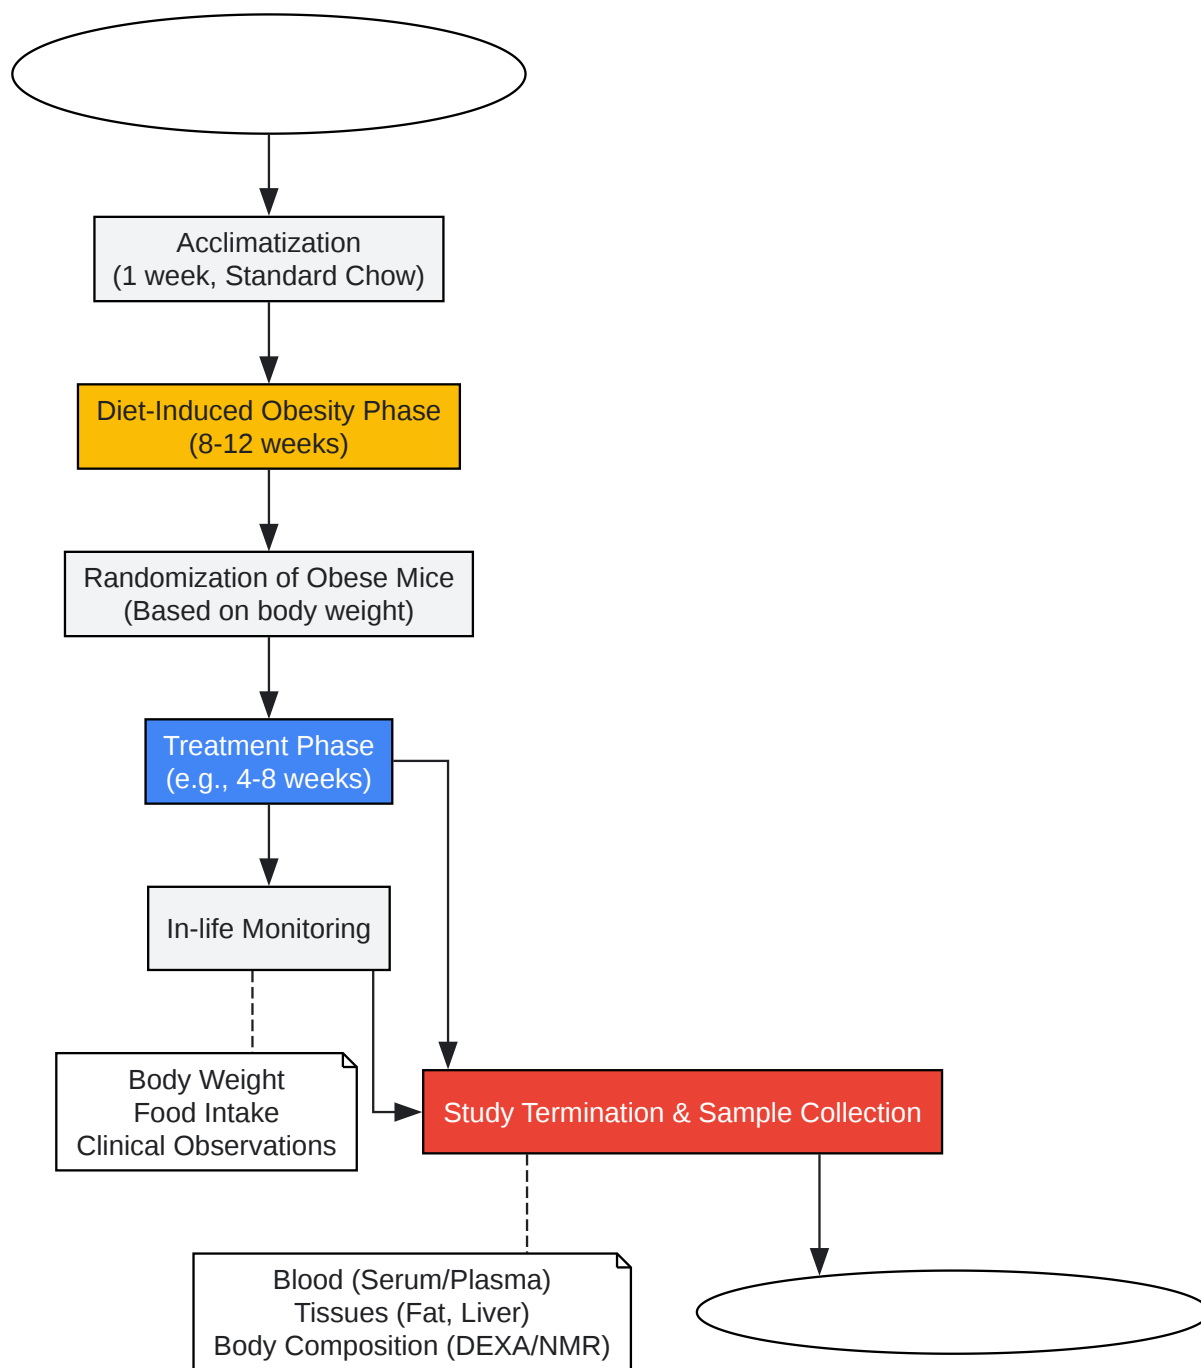 Acclimatization
(1 week, Standard Chow)
Diet-Induced Obesity Phase
(8-12 weeks)
Randomization of Obese Mice
(Based on body weight)
Treatment Phase
(e.g., 4-8 weeks)
In-life Monitoring
Body Weight
Food Intake
Clinical Observations
Study Termination & Sample Collection
Blood (Serum/Plasma)
Tissues (Fat, Liver)
Body Composition (DEXA/NMR)